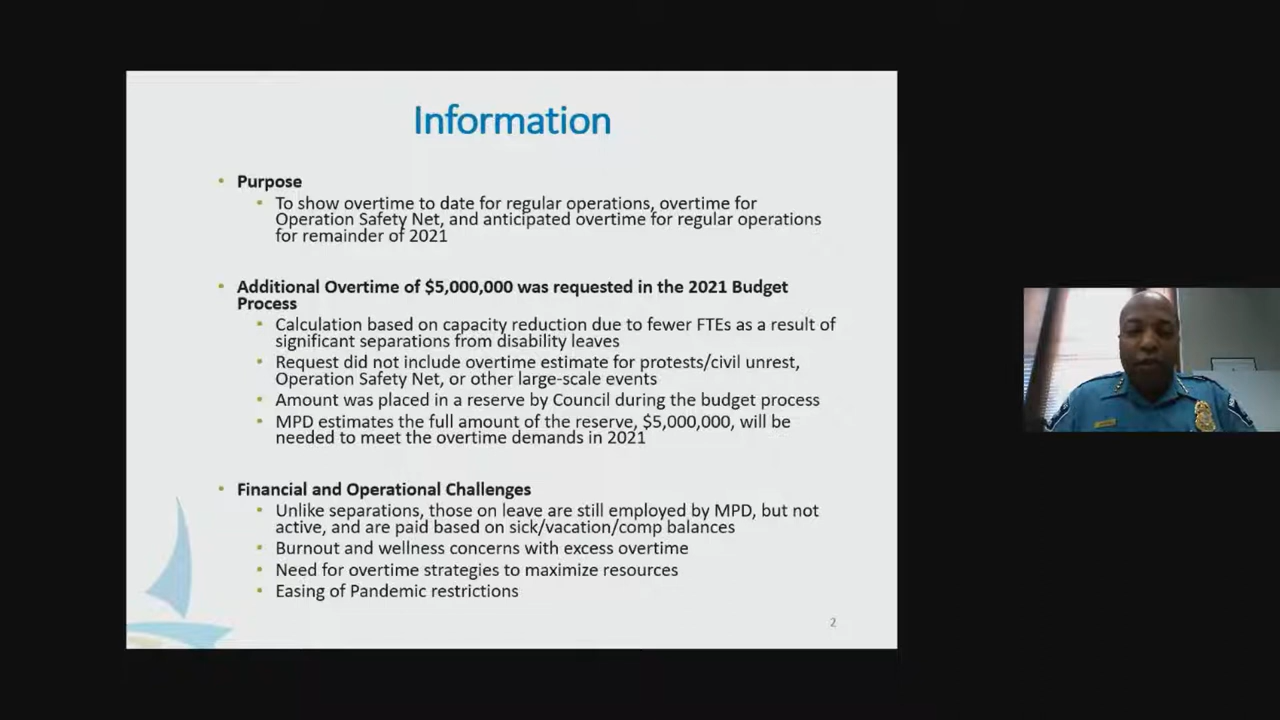 Information
• Purpose
• To show overtime to date for regular operations, overtime for
Operation Safety Net, and anticipated overtime for regular operations
for remainder of 2021
• Additional Overtime of $5,000,000 was requested in the 2021 Budget
Process
• Calculation based on capacity reduction due to fewer FTEs as a result of
significant separations from disability leaves
• Request did not include overtime estimate for protests/civil unrest,
Operation Safety Net, or other large-scale events
• Amount was placed in a reserve by Council during the budget process
• MPD estimates the full amount of the reserve, $5,000,000, will be
needed to meet the overtime demands in 2021
• Financial and Operational Challenges
• Unlike separations, those on leave are still employed by MPD, but not
active, and are paid based on sick/vacation/comp balances
• Burnout and wellness concerns with excess overtime
• Need for overtime strategies to maximize resources
• Easing of Pandemic restrictions
2